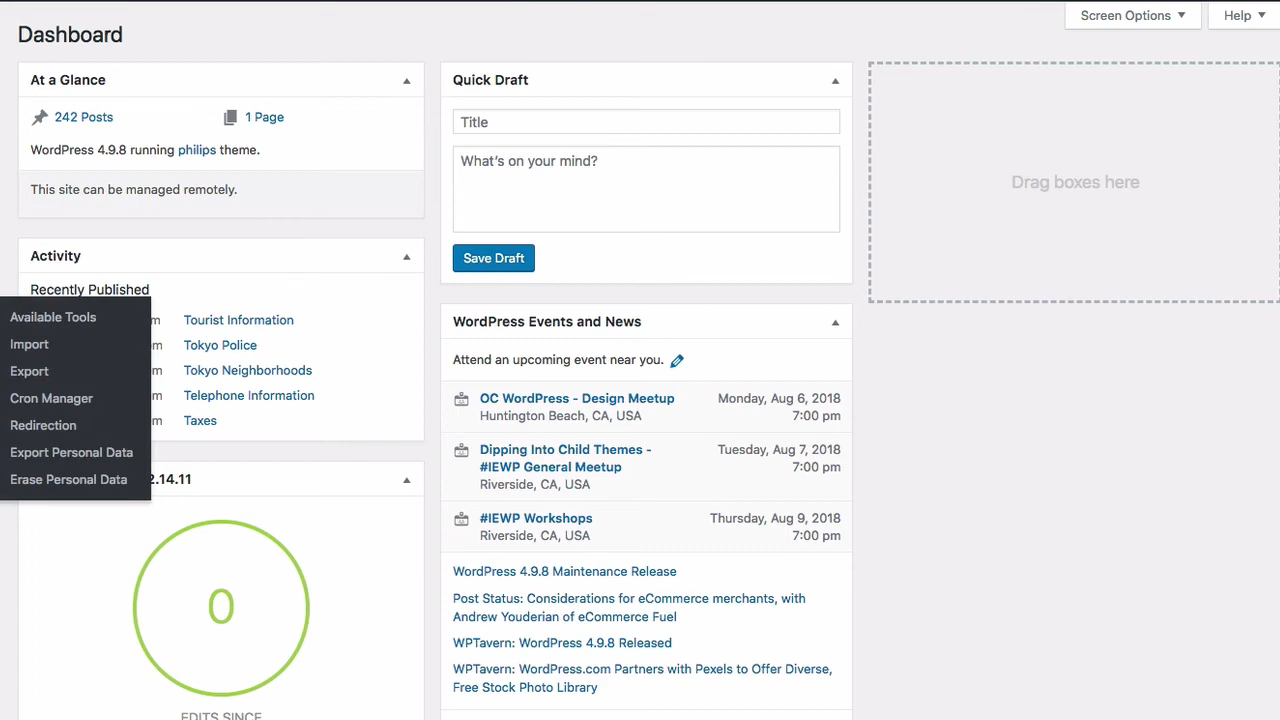 Screen Options
Help
Dashboard
At a Glance
242 Posts
1 Page
WordPress 4.9.8 running philips theme.
This site can be managed remotely.
Activity
Recently Published
m Tourist Information
m Tokyo Police
m Tokyo Neighborhoods
m Telephone Information
m Taxes
Available Tools
Import
Export
Cron Manager
Redirection
Export Personal Data
Erase Personal Data
2.14.11
0
EDITS SINCE
Quick Draft
Title
What's on your mind?
Save Draft
WordPress Events and News
Attend an upcoming event near you.
OC WordPress - Design Meetup
Huntington Beach, CA, USA
Monday, Aug 6, 2018
7:00 pm
Dipping Into Child Themes -
#IEWP General Meetup
Riverside, CA, USA
Tuesday, Aug 7, 2018
7:00 pm
#IEWP Workshops
Riverside, CA, USA
Thursday, Aug 9, 2018
7:00 pm
WordPress 4.9.8 Maintenance Release
Post Status: Considerations for eCommerce merchants, with
Andrew Youderian of eCommerce Fuel
WPTavern: WordPress 4.9.8 Released
WPTavern: WordPress.com Partners with Pexels to Offer Diverse,
Free Stock Photo Library
Drag boxes here